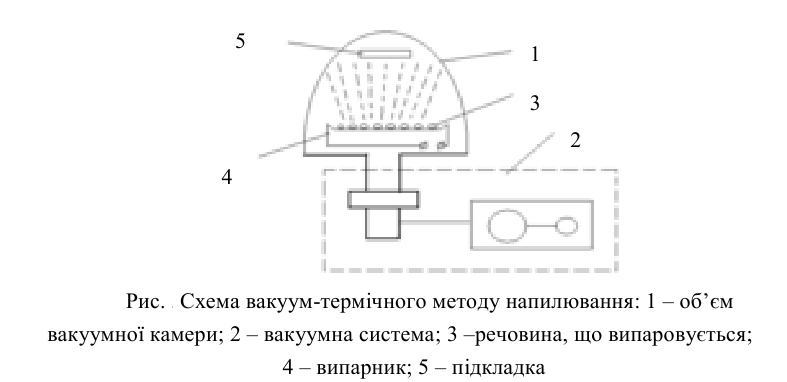 5
1
3
2
4
Рис. Схема вакуум-термічного методу напилювання: 1 – об’єм
вакуумної камери; 2 – вакуумна система; 3 –речовина, що випаровується;
4 – випарник; 5 – підкладка